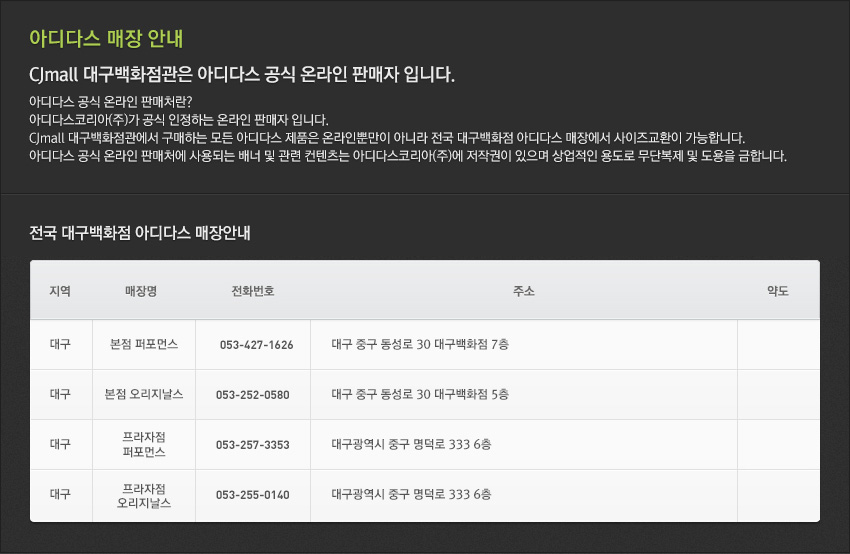 아디다스 매장 안내
CJmall 대구백화점관은 아디다스 공식 온라인 판매자 입니다.
아디다스 공식 온라인 판매처란?
아디다스코리아(주)가 공식 인정하는 온라인 판매자 입니다.
CJmall 대구백화점관에서 구매하는 모든 아디다스 제품은 온라인뿐만이 아니라 전국 대구백화점 아디다스 매장에서 사이즈교환이 가능합니다.
아디다스 공식 온라인 판매처에 사용되는 배너 및 관련 컨텐츠는 아디다스코리아(주)에 저작권이 있으며 상업적인 용도로 무단복제 및 도용을 금합니다.
전국 대구백화점 아디다스 매장안내
지역 매장명 전화번호 주소 약도
대구 본점 퍼포먼스 053-427-1626 대구 중구 동성로 30 대구백화점 7층
대구 본점 오리지날스 053-252-0580 대구 중구 동성로 30 대구백화점 5층
대구 프라자점
퍼포먼스 053-257-3353 대구광역시 중구 명덕로 333 6층
대구 프라자점
오리지날스 053-255-0140 대구광역시 중구 명덕로 333 6층